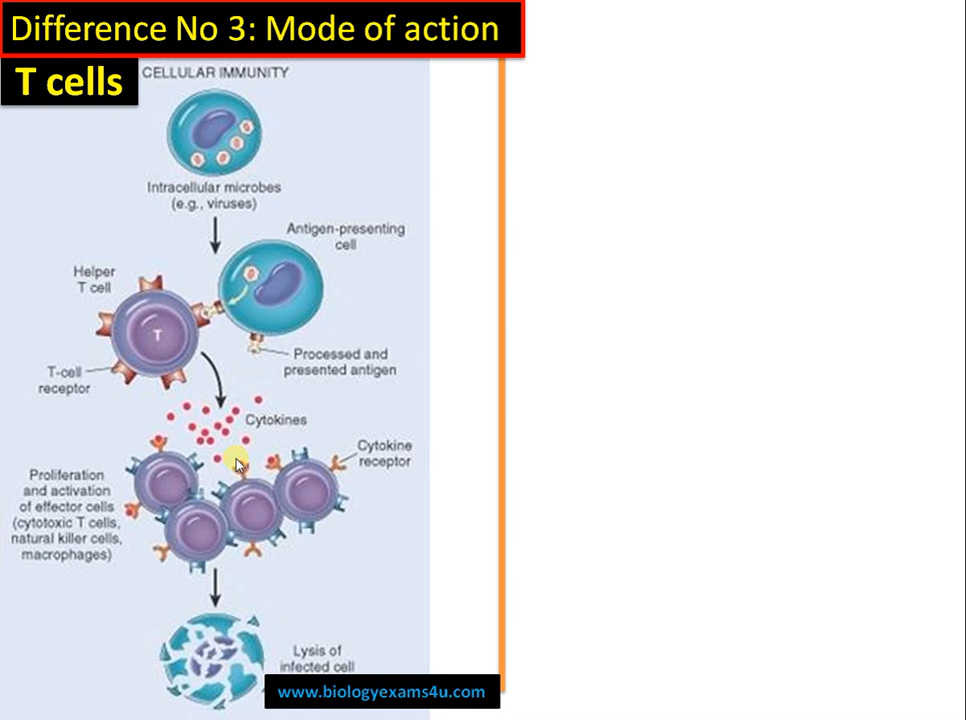 Difference No 3: Mode of action
T cells
CELLULAR IMMUNITY
Intracellular microbes
(e.g., viruses)
Antigen-presenting
cell
Helper
T cell
T
Processed and
presented antigen
T-cell
receptor
Cytokines
Cytokine
receptor
Proliferation
and activation
of effector cells
(cytotoxic T cells,
natural killer cells,
macrophages)
Lysis of
infected cell
www.biologyexams4u.com